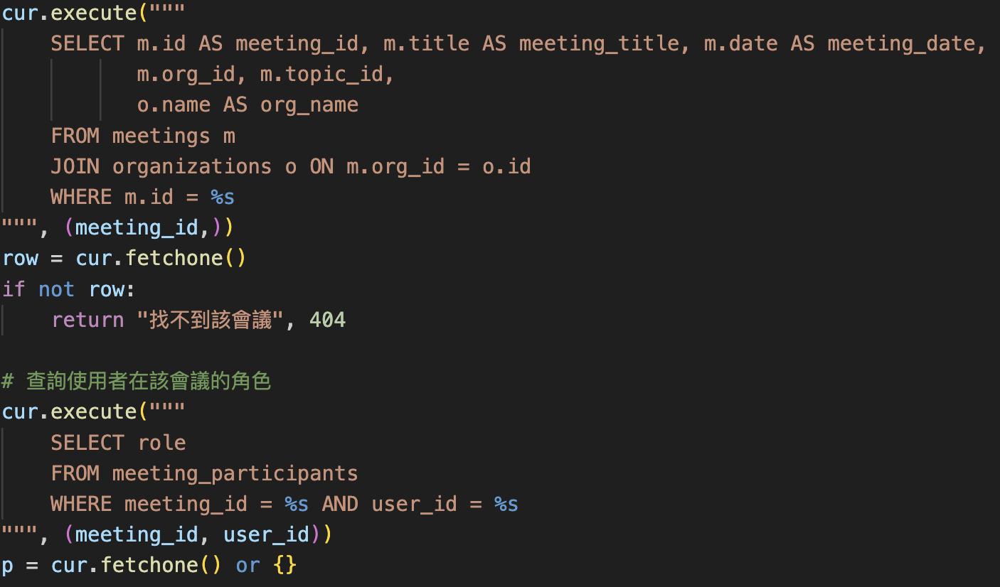 cur.execute("""
    SELECT m.id AS meeting_id, m.title AS meeting_title, m.date AS meeting_date,
           m.org_id, m.topic_id,
           o.name AS org_name
    FROM meetings m
    JOIN organizations o ON m.org_id = o.id
    WHERE m.id = %s
""", (meeting_id,))
row = cur.fetchone()
if not row:
    return "找不到該會議", 404

# 查詢使用者在該會議的角色
cur.execute("""
    SELECT role
    FROM meeting_participants
    WHERE meeting_id = %s AND user_id = %s
""", (meeting_id, user_id))
p = cur.fetchone() or {}